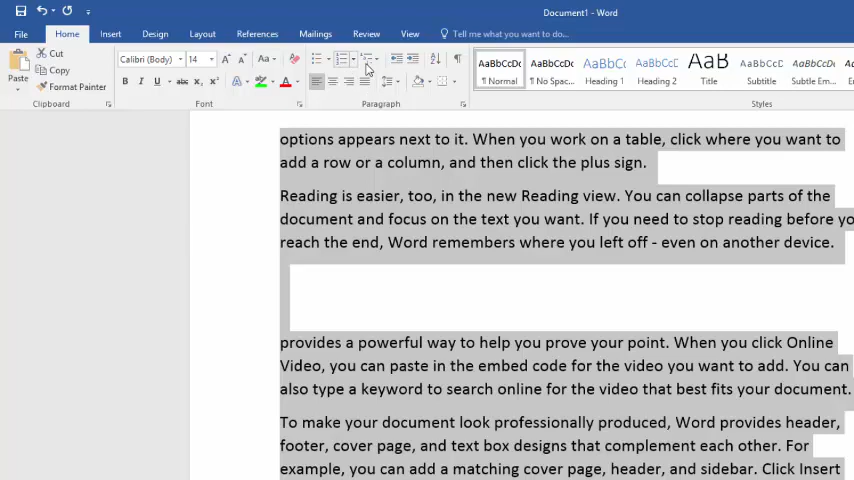 Document1 - Word
File Home Insert Design Layout References Mailings Review View Tell me what you want to do...
Paste
Cut
Copy
Format Painter
Clipboard
Calibri (Body) 14 A A Aa
B I U abc X2 X2 A A
Font
Paragraph
AaBbCcDc AaBbCcDc AaBbCc AaBbCcC AaB AaBbCcD AaBbCcDc
¶ Normal ¶ No Spac... Heading 1 Heading 2 Title Subtitle Subtle Em...
Styles
options appears next to it. When you work on a table, click where you want to
add a row or a column, and then click the plus sign.
Reading is easier, too, in the new Reading view. You can collapse parts of the
document and focus on the text you want. If you need to stop reading before yo
reach the end, Word remembers where you left off - even on another device.
provides a powerful way to help you prove your point. When you click Online
Video, you can paste in the embed code for the video you want to add. You can
also type a keyword to search online for the video that best fits your document.
To make your document look professionally produced, Word provides header,
footer, cover page, and text box designs that complement each other. For
example, you can add a matching cover page, header, and sidebar. Click Insert